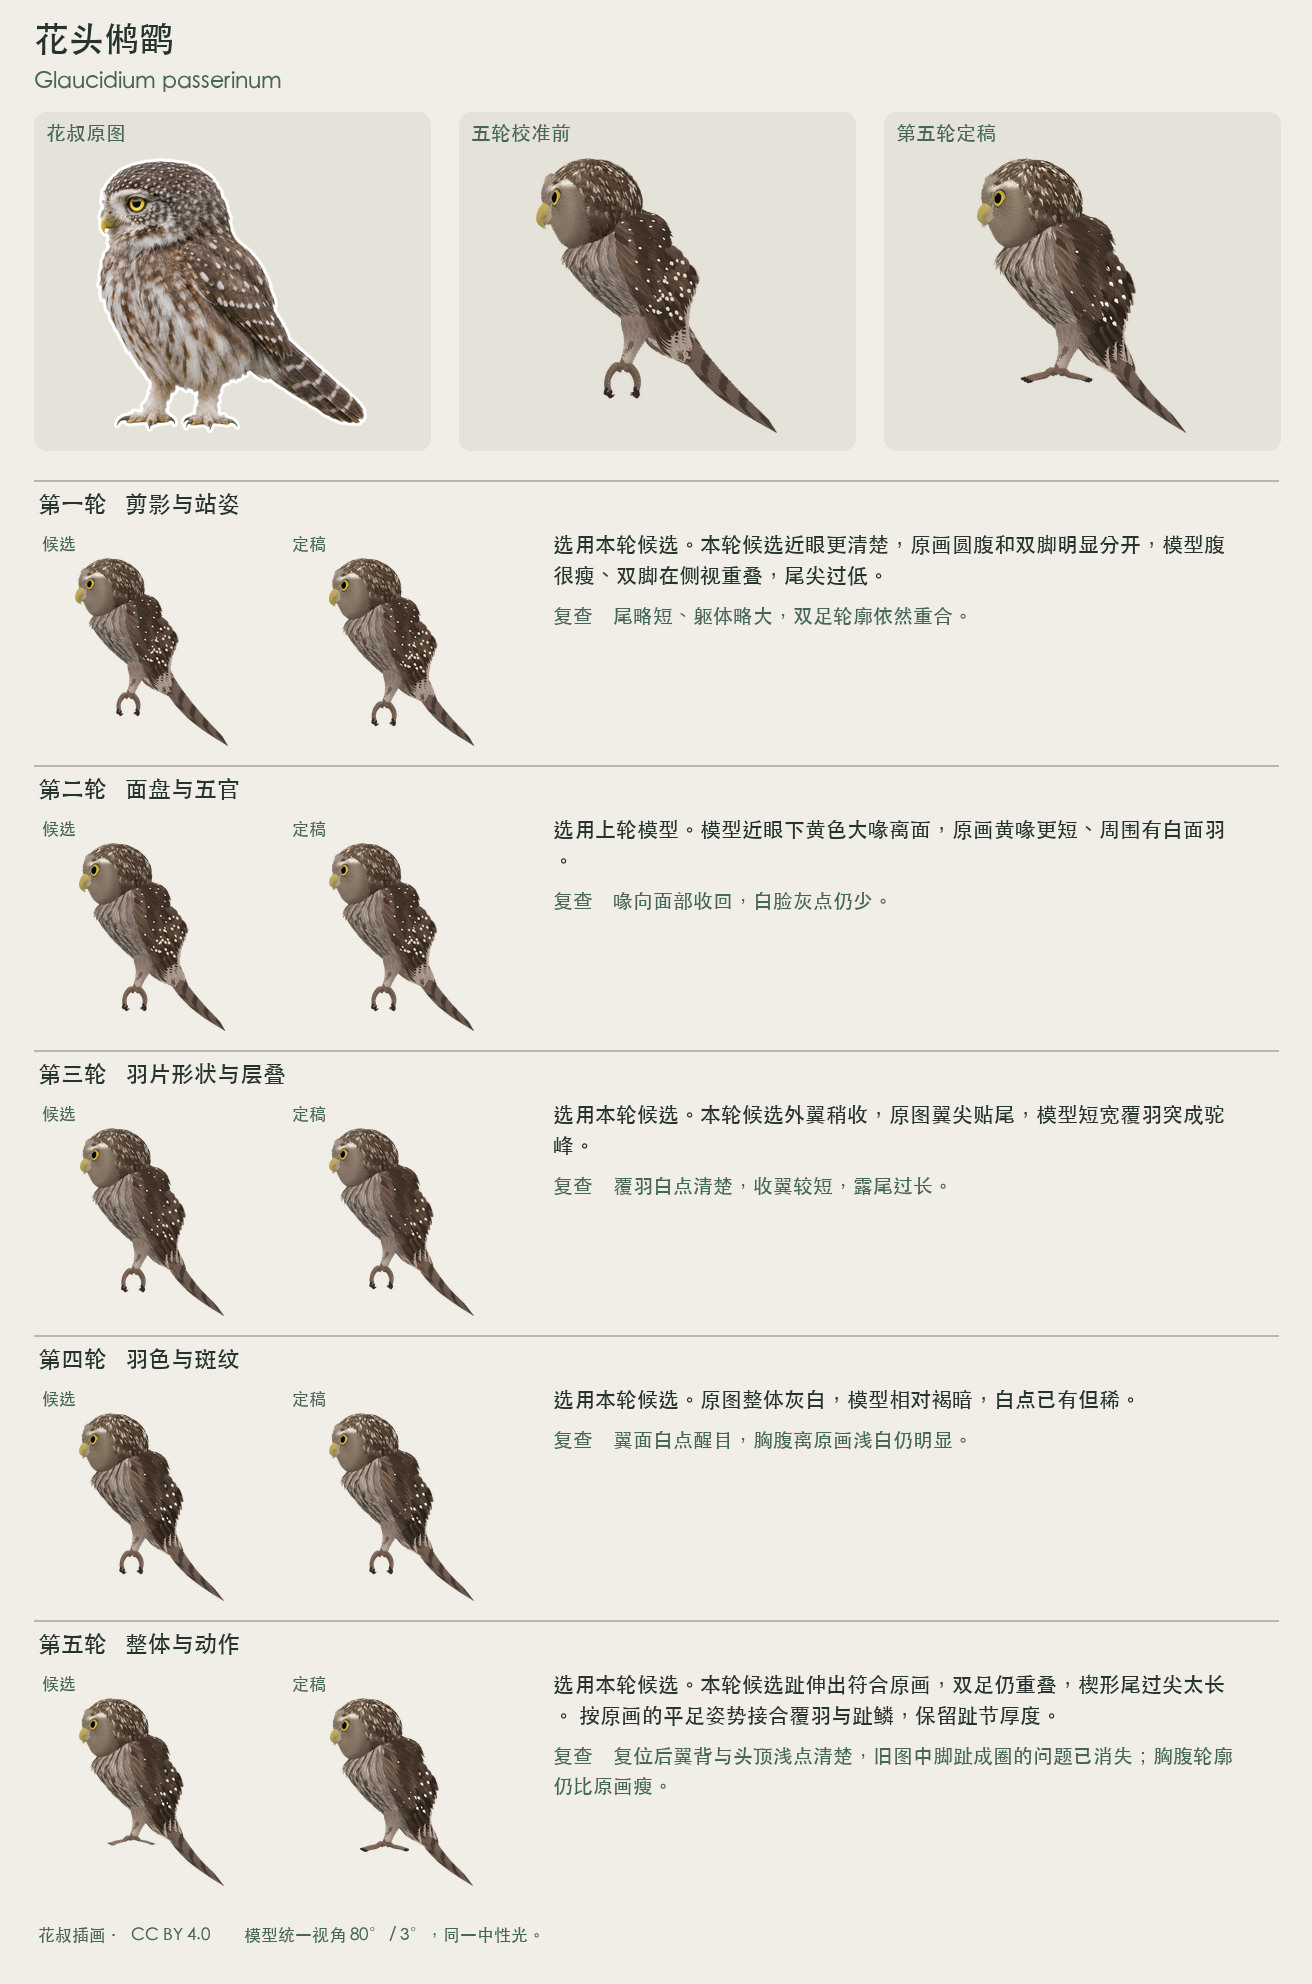 花头鸺鹠
Glaucidium passerinum
花叔原图
五轮校准前
第五轮定稿
第一轮 剪影与站姿
候选
定稿
选用本轮候选。本轮候选近眼更清楚，原画圆腹和双脚明显分开，模型腹
很瘦、双脚在侧视重叠，尾尖过低。
复查 尾略短、躯体略大，双足轮廓依然重合。
第二轮 面盘与五官
候选
定稿
选用上轮模型。模型近眼下黄色大喙离面，原画黄喙更短、周围有白面羽
。
复查 喙向面部收回，白脸灰点仍少。
第三轮 羽片形状与层叠
候选
定稿
选用本轮候选。本轮候选外翼稍收，原图翼尖贴尾，模型短宽覆羽突成驼
峰。
复查 覆羽白点清楚，收翼较短，露尾过长。
第四轮 羽色与斑纹
候选
定稿
选用本轮候选。原图整体灰白，模型相对褐暗，白点已有但稀。
复查 翼面白点醒目，胸腹离原画浅白仍明显。
第五轮 整体与动作
候选
定稿
选用本轮候选。本轮候选趾伸出符合原画，双足仍重叠，楔形尾过尖太长
。 按原画的平足姿势接合覆羽与趾鳞，保留趾节厚度。
复查 复位后翼背与头顶浅点清楚，旧图中脚趾成圈的问题已消失；胸腹轮廓
仍比原画瘦。
花叔插画 · CC BY 4.0 模型统一视角 80° / 3° ，同一中性光。